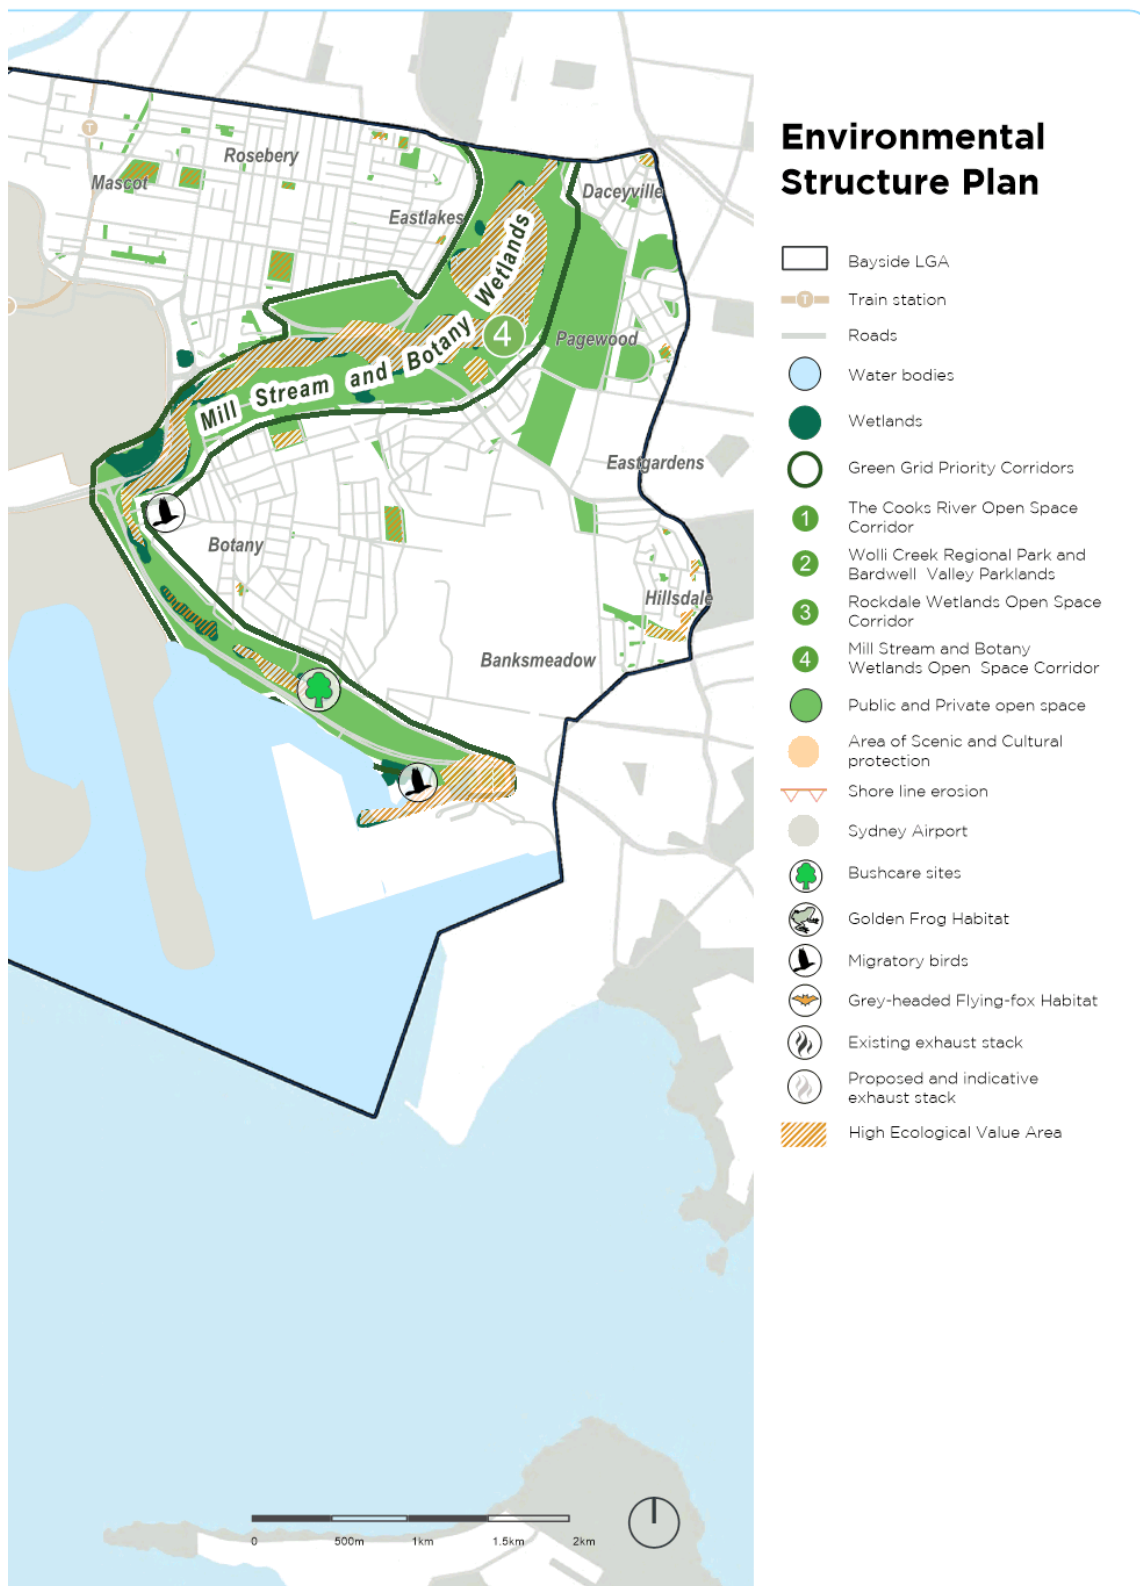 Environmental
Structure Plan
Bayside LGA
T
Train station
Roads
Water bodies
Wetlands
Green Grid Priority Corridors
1
The Cooks River Open Space
Corridor
2
Wolli Creek Regional Park and
Bardwell Valley Parklands
3
Rockdale Wetlands Open Space
Corridor
4
Mill Stream and Botany
Wetlands Open Space Corridor
Public and Private open space
Area of Scenic and Cultural
protection
Shore line erosion
Sydney Airport
Bushcare sites
Golden Frog Habitat
Migratory birds
Grey-headed Flying-fox Habitat
Existing exhaust stack
Proposed and indicative
exhaust stack
High Ecological Value Area
T
Rosebery
Mascot
Daceyville
Eastlakes
Mill Stream and Botany Wetlands
4
Pagewood
Eastgardens
Botany
Hillsdale
Banksmeadow
0 500m 1km 1.5km 2km